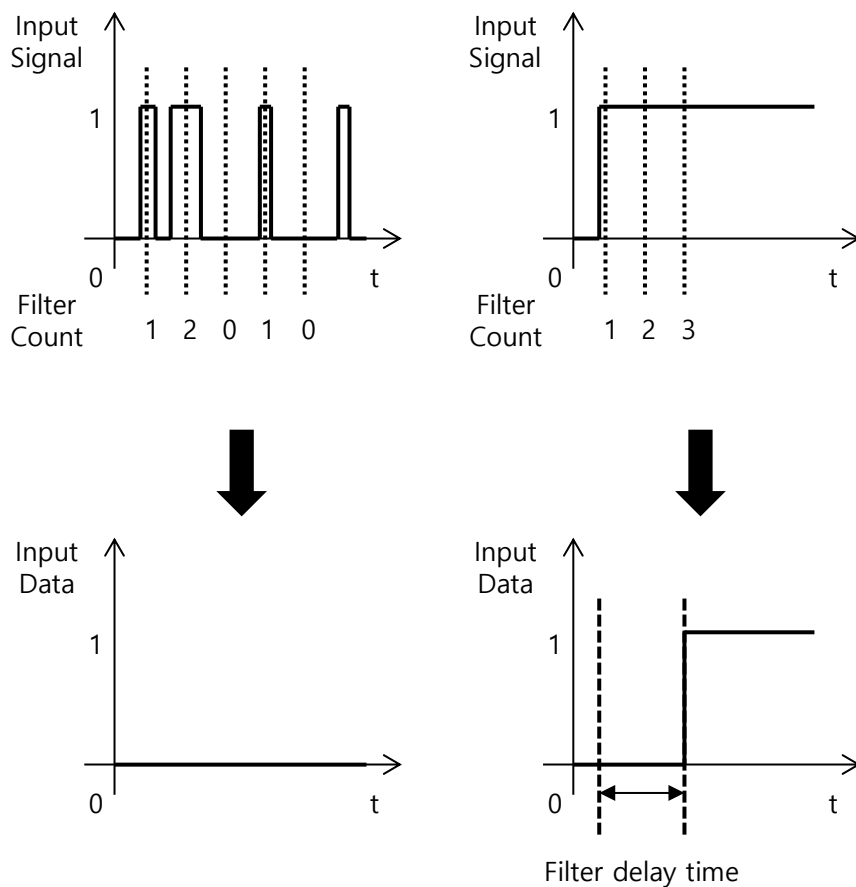 Input
Signal
1
0
t
Filter
Count
1 2 0 1 0
Input
Signal
1
0
t
Filter
Count
1 2 3
Input
Data
1
0
t
Input
Data
1
0
t
Filter delay time